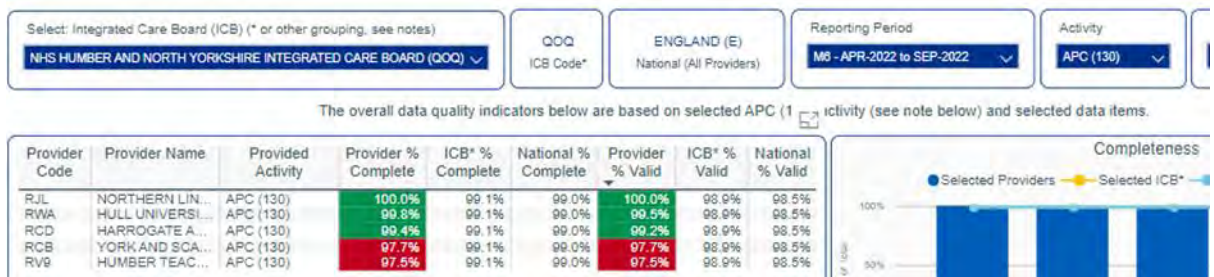 Select: Integrated Care Board (ICB) (* or other grouping, see notes)
NHS HUMBER AND NORTH YORKSHIRE INTEGRATED CARE BOARD (QOQ)
QOQ
ICB Code*
ENGLAND (E)
National (All Providers)
Reporting Period
M6 - APR-2022 to SEP-2022
Activity
APC (130)
The overall data quality indicators below are based on selected APC (1 ctivity (see note below) and selected data items.
Provider Code Provider Name Provided Activity Provider % Complete ICB* % Complete National % Complete Provider % Valid ICB* % Valid National % Valid
RJL NORTHERN LIN... APC (130) 100.0% 99.1% 99.0% 100.0% 98.9% 98.5%
RWA HULL UNIVERSI... APC (130) 99.8% 99.1% 99.0% 99.5% 98.9% 98.5%
RCD HARROGATE A... APC (130) 99.4% 99.1% 99.0% 99.2% 98.9% 98.5%
RCB YORK AND SCA... APC (130) 97.7% 99.1% 99.0% 97.7% 98.9% 98.5%
RV9 HUMBER TEAC... APC (130) 97.5% 99.1% 99.0% 97.5% 98.9% 98.5%
Completeness
Selected Providers Selected ICB*
100%
50%